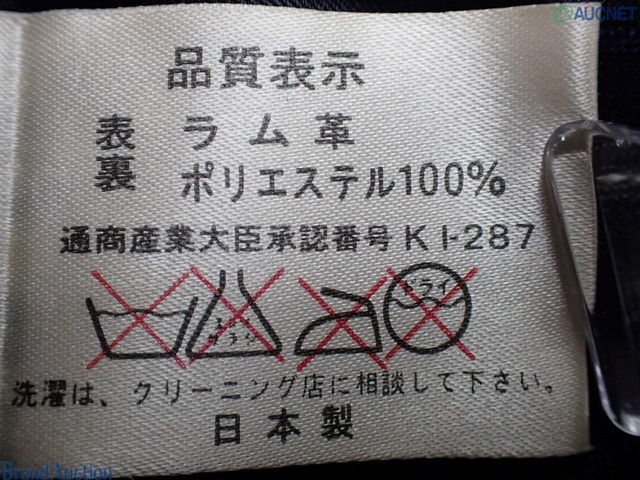 AUCNET
品質表示
表 ラム革
裏 ポリエステル100%
通商産業大臣承認番号KI-287
エンソ
サラシ
ドライ
洗濯は、クリーニング店に相談して下さい。
日本製
Brand Auction